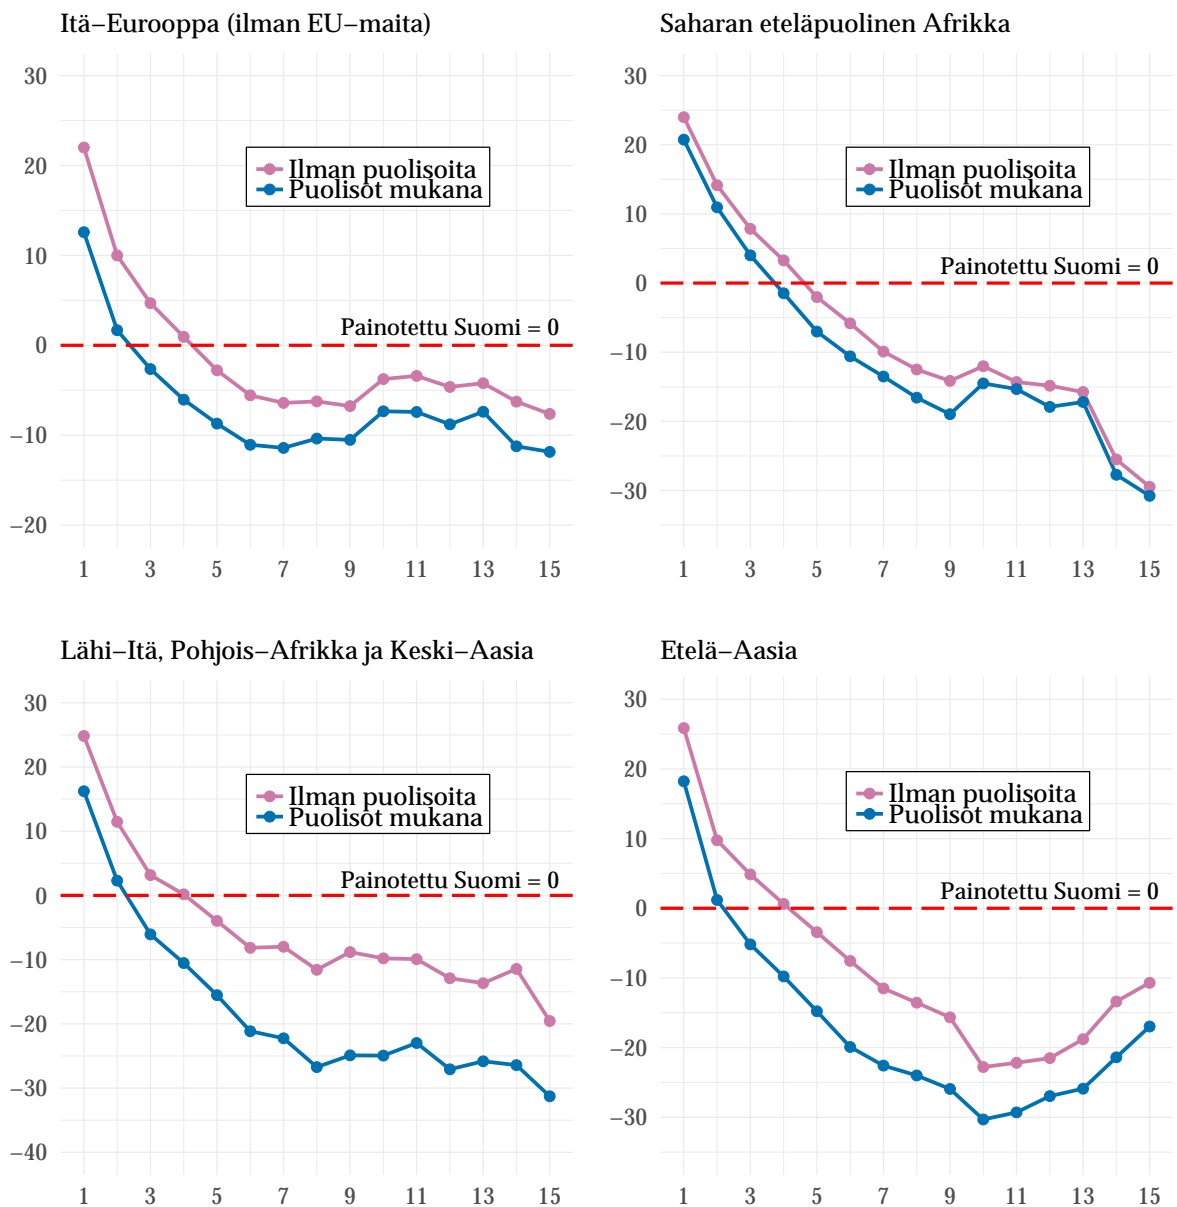 Itä–Eurooppa (ilman EU–maita)
30
20
10
0
–10
–20
Ilman puolisoita
Puolisot mukana
Painotettu Suomi = 0
1 3 5 7 9 11 13 15
Saharan eteläpuolinen Afrikka
30
20
10
0
–10
–20
–30
Ilman puolisoita
Puolisot mukana
Painotettu Suomi = 0
1 3 5 7 9 11 13 15
Lähi–Itä, Pohjois–Afrikka ja Keski–Aasia
30
20
10
0
–10
–20
–30
–40
Ilman puolisoita
Puolisot mukana
Painotettu Suomi = 0
1 3 5 7 9 11 13 15
Etelä–Aasia
30
20
10
0
–10
–20
–30
Ilman puolisoita
Puolisot mukana
Painotettu Suomi = 0
1 3 5 7 9 11 13 15